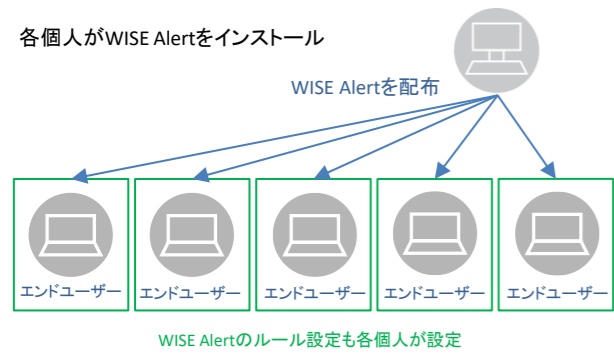 各個人がWISE Alertをインストール
WISE Alertを配布
エンドユーザー エンドユーザー エンドユーザー エンドユーザー エンドユーザー
WISE Alertのルール設定も各個人が設定